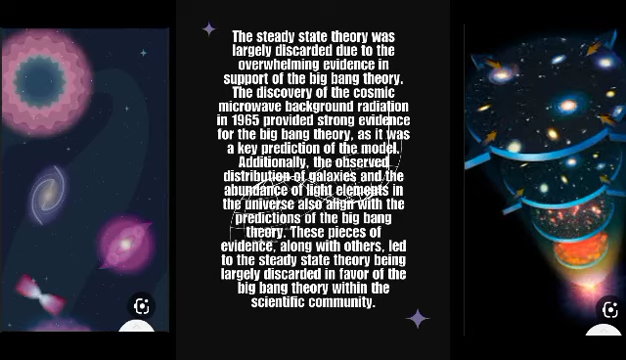 The steady state theory was
largely discarded due to the
overwhelming evidence in
support of the big bang theory.
The discovery of the cosmic
microwave background radiation
in 1965 provided strong evidence
for the big bang theory, as it was
a key prediction of the model.
Additionally, the observed
distribution of galaxies and the
abundance of light elements in
the universe also align with the
predictions of the big bang
theory. These pieces of
evidence, along with others, led
to the steady state theory being
largely discarded in favor of the
big bang theory within the
scientific community.